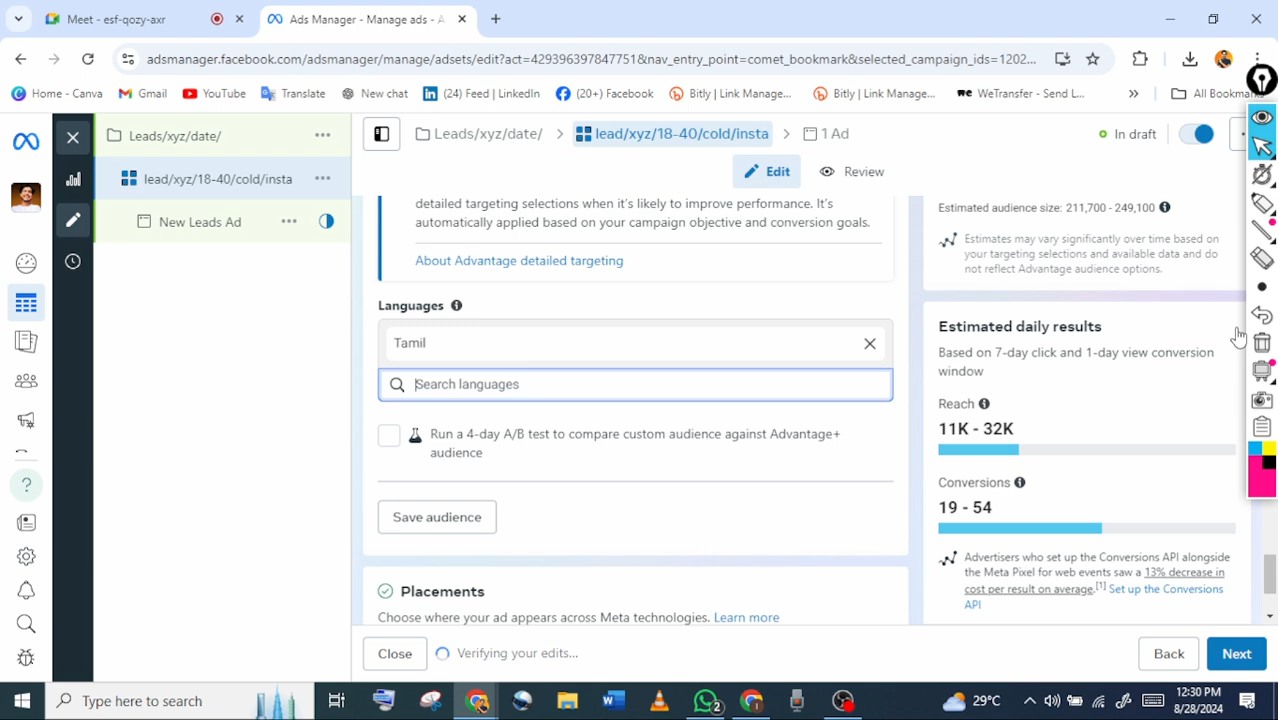 Meet - esf-qozy-axr
Ads Manager - Manage ads - A
adsmanager.facebook.com/adsmanager/manage/adsets/edit?act=429396397847751&nav_entry_point=comet_bookmark&selected_campaign_ids=1202...
Home - Canva
Gmail
YouTube
Translate
New chat
(24) Feed | LinkedIn
(20+) Facebook
Bitly | Link Manage...
Bitly | Link Manage...
WeTransfer - Send L...
All Bookmarks
Leads/xyz/date/
lead/xyz/18-40/cold/insta
New Leads Ad
Leads/xyz/date/
lead/xyz/18-40/cold/insta
1 Ad
In draft
Edit
Review
detailed targeting selections when it's likely to improve performance. It's
automatically applied based on your campaign objective and conversion goals.
About Advantage detailed targeting
Languages
Tamil
Search languages
Run a 4-day A/B test to compare custom audience against Advantage+
audience
Save audience
Placements
Choose where your ad appears across Meta technologies. Learn more
Estimated audience size: 211,700 - 249,100
Estimates may vary significantly over time based on
your targeting selections and available data and do
not reflect Advantage audience options.
Estimated daily results
Based on 7-day click and 1-day view conversion
window
Reach
11K - 32K
Conversions
19 - 54
Advertisers who set up the Conversions API alongside
the Meta Pixel for web events saw a 13% decrease in
cost per result on average.[1] Set up the Conversions
API
Close
Verifying your edits...
Back
Next
Type here to search
2
29°C
12:30 PM
8/28/2024